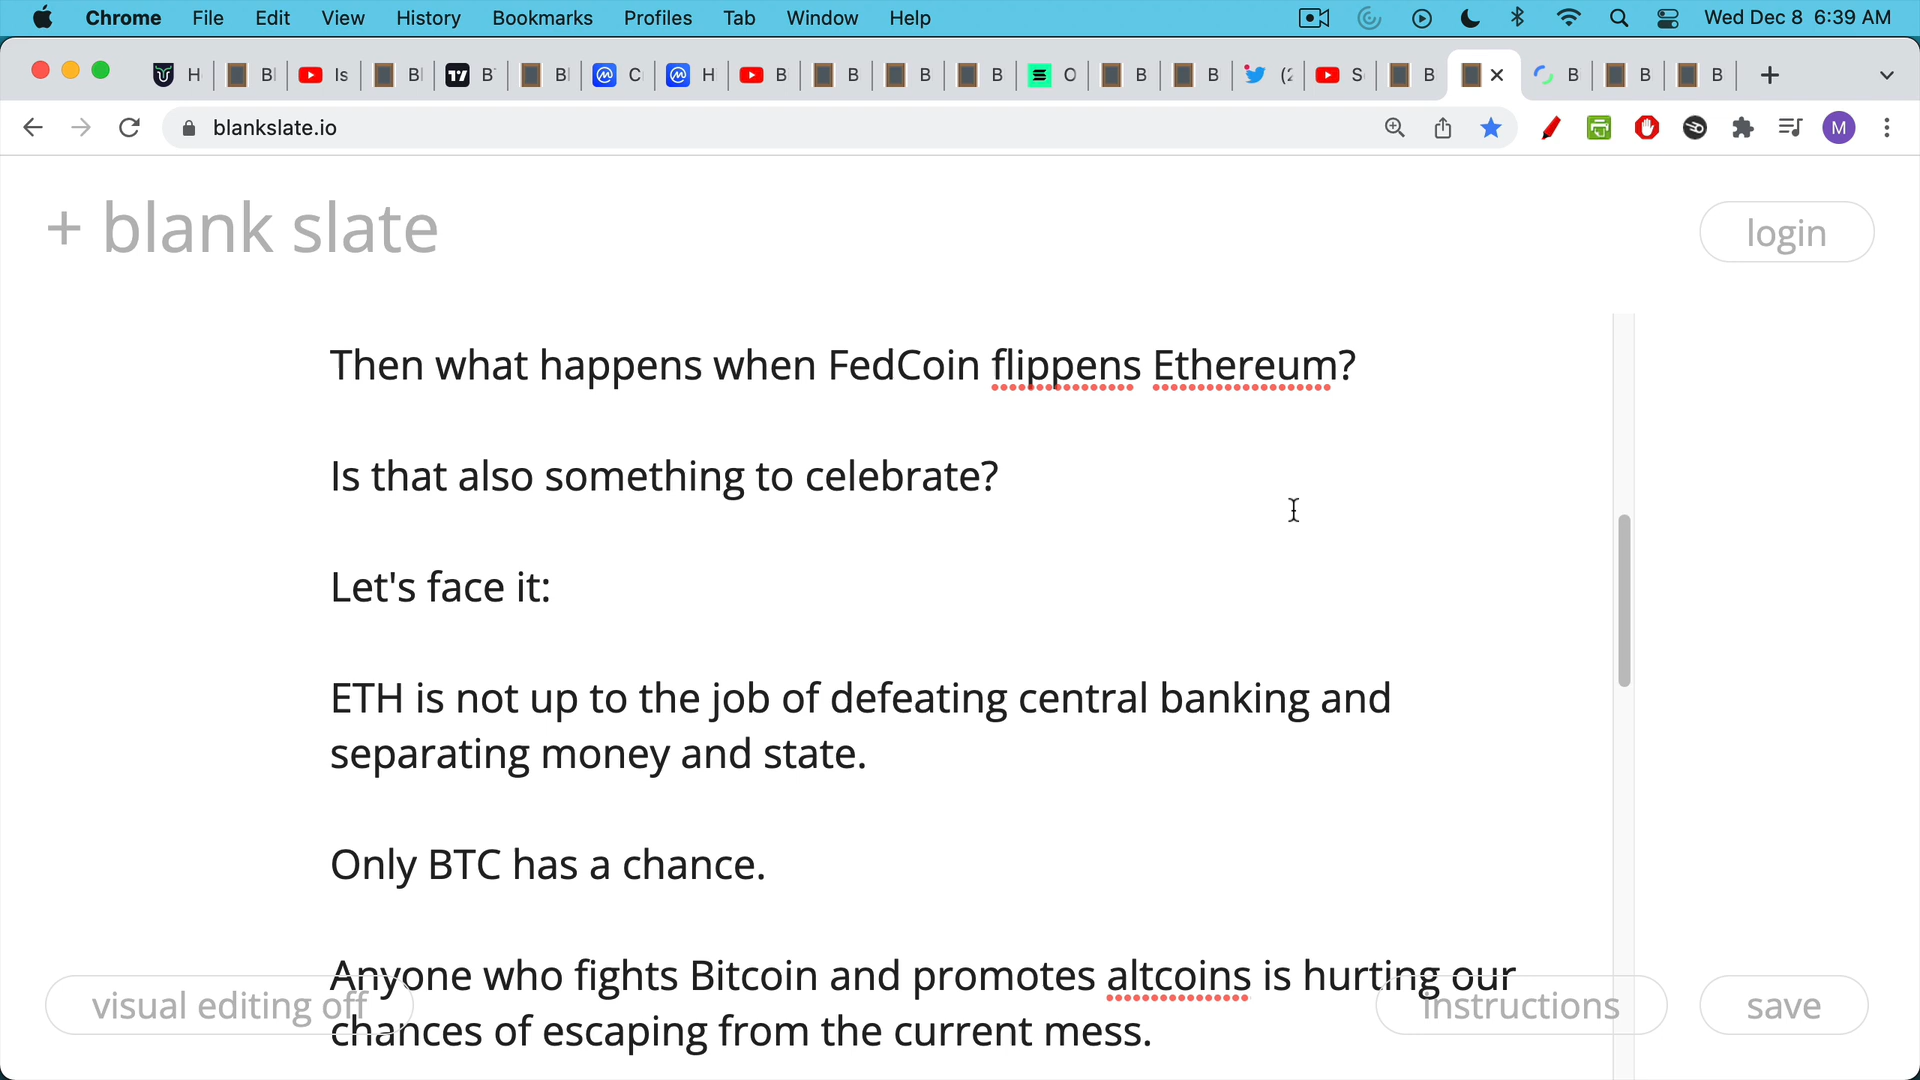 Chrome File Edit View History Bookmarks Profiles Tab Window Help Wed Dec 8 6:39 AM
H B Is B B B C H B B B B O B B (2 S B B B B
blankslate.io M
+ blank slate
login
Then what happens when FedCoin flippens Ethereum?
Is that also something to celebrate?
Let's face it:
ETH is not up to the job of defeating central banking and
separating money and state.
Only BTC has a chance.
Anyone who fights Bitcoin and promotes altcoins is hurting our
chances of escaping from the current mess.
visual editing off
instructions
save